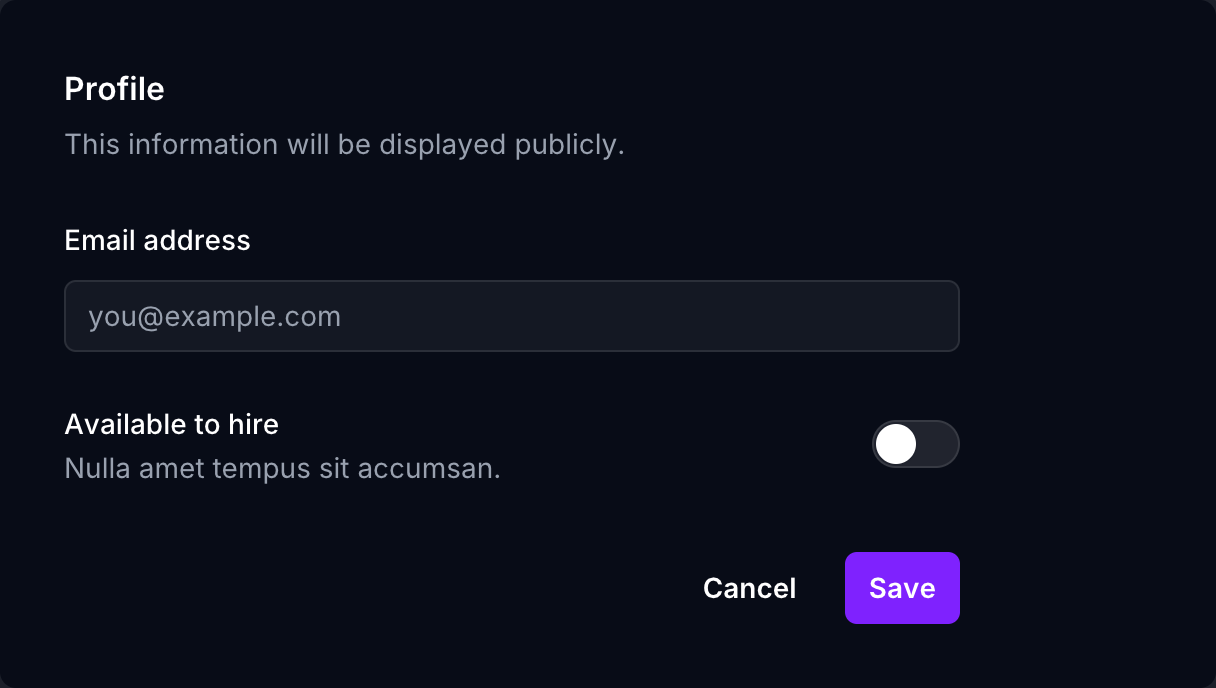 Profile
This information will be displayed publicly.
Email address
you@example.com
Available to hire
Nulla amet tempus sit accumsan.
Cancel
Save